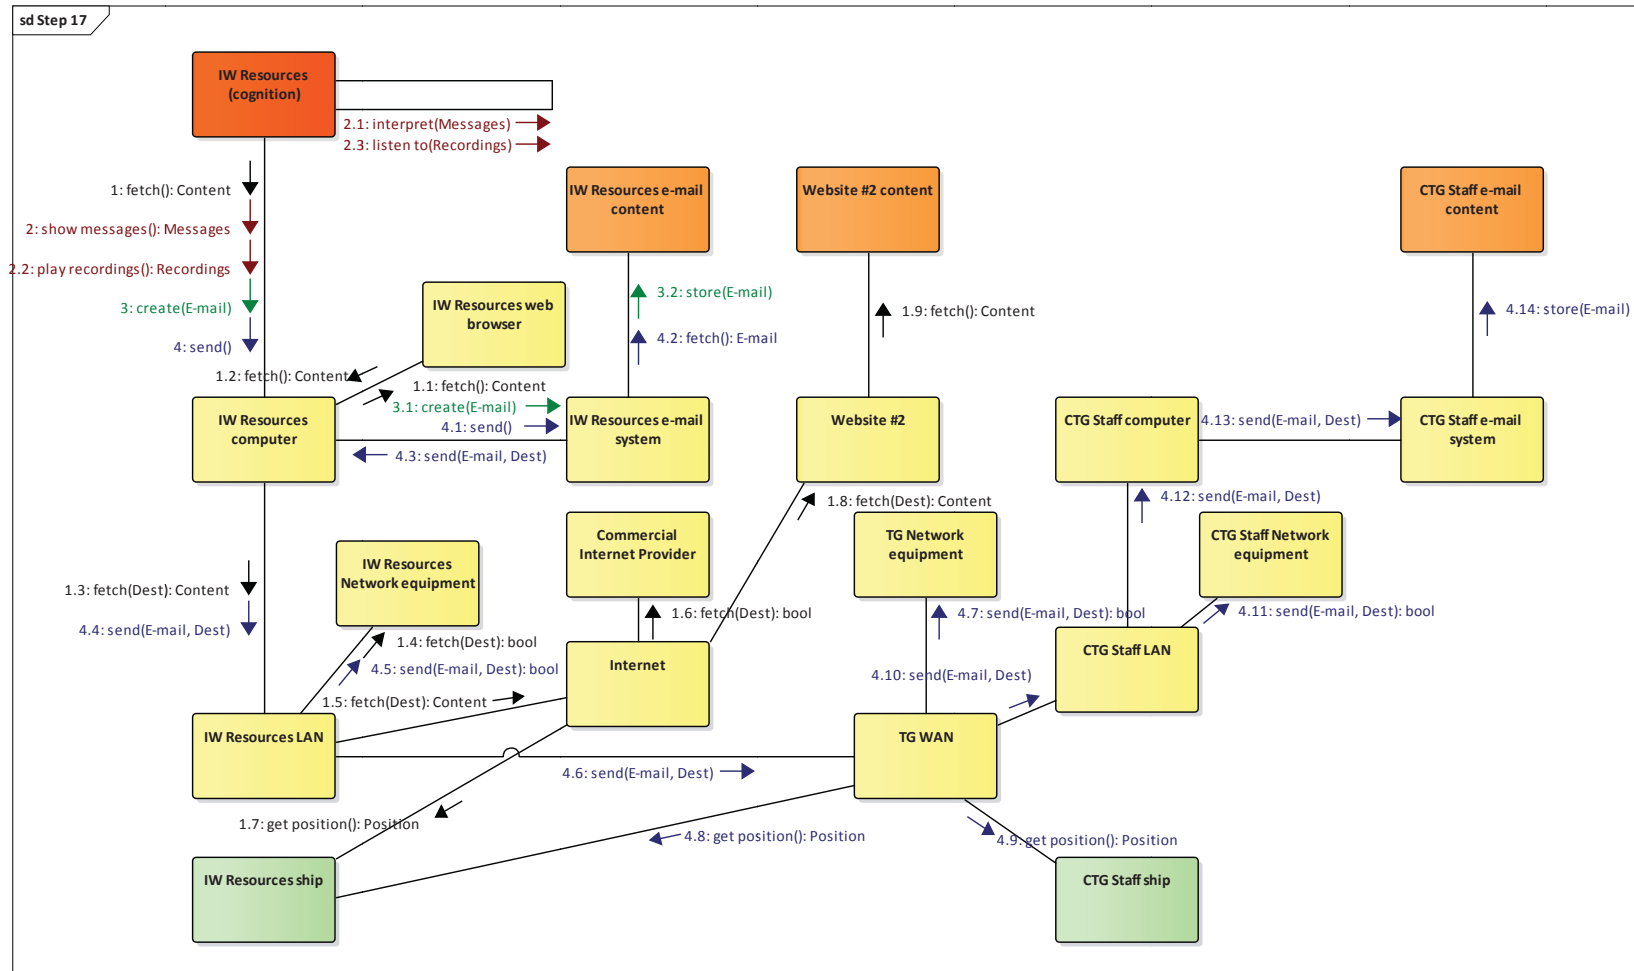 sd Step 17
IW Resources
(cognition)
2.1: interpret(Messages)
2.3: listen to(Recordings)
1: fetch(): Content
2: show messages(): Messages
2.2: play recordings(): Recordings
3: create(E-mail)
4: send()
IW Resources e-mail
content
Website #2 content
CTG Staff e-mail
content
IW Resources web
browser
3.2: store(E-mail)
4.2: fetch(): E-mail
1.9: fetch(): Content
4.14: store(E-mail)
1.2: fetch(): Content
1.1: fetch(): Content
3.1: create(E-mail)
4.1: send()
4.3: send(E-mail, Dest)
IW Resources
computer
IW Resources e-mail
system
Website #2
CTG Staff computer
4.13: send(E-mail, Dest)
CTG Staff e-mail
system
1.8: fetch(Dest): Content
4.12: send(E-mail, Dest)
IW Resources
Network equipment
Commercial
Internet Provider
TG Network
equipment
CTG Staff Network
equipment
1.3: fetch(Dest): Content
4.4: send(E-mail, Dest)
1.4: fetch(Dest): bool
4.5: send(E-mail, Dest): bool
1.6: fetch(Dest): bool
4.7: send(E-mail, Dest): bool
4.11: send(E-mail, Dest): bool
1.5: fetch(Dest): Content
Internet
4.10: send(E-mail, Dest)
CTG Staff LAN
IW Resources LAN
4.6: send(E-mail, Dest)
TG WAN
1.7: get position(): Position
4.8: get position(): Position
4.9: get position(): Position
IW Resources ship
CTG Staff ship